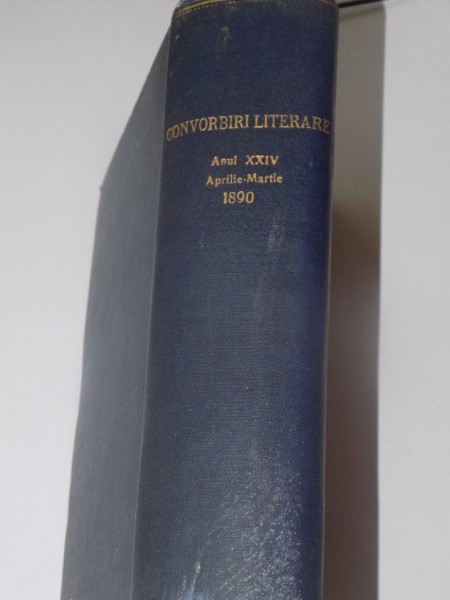 CONVORBIRI LITERARE
Anul XXIV
Aprilie-Martie
1890